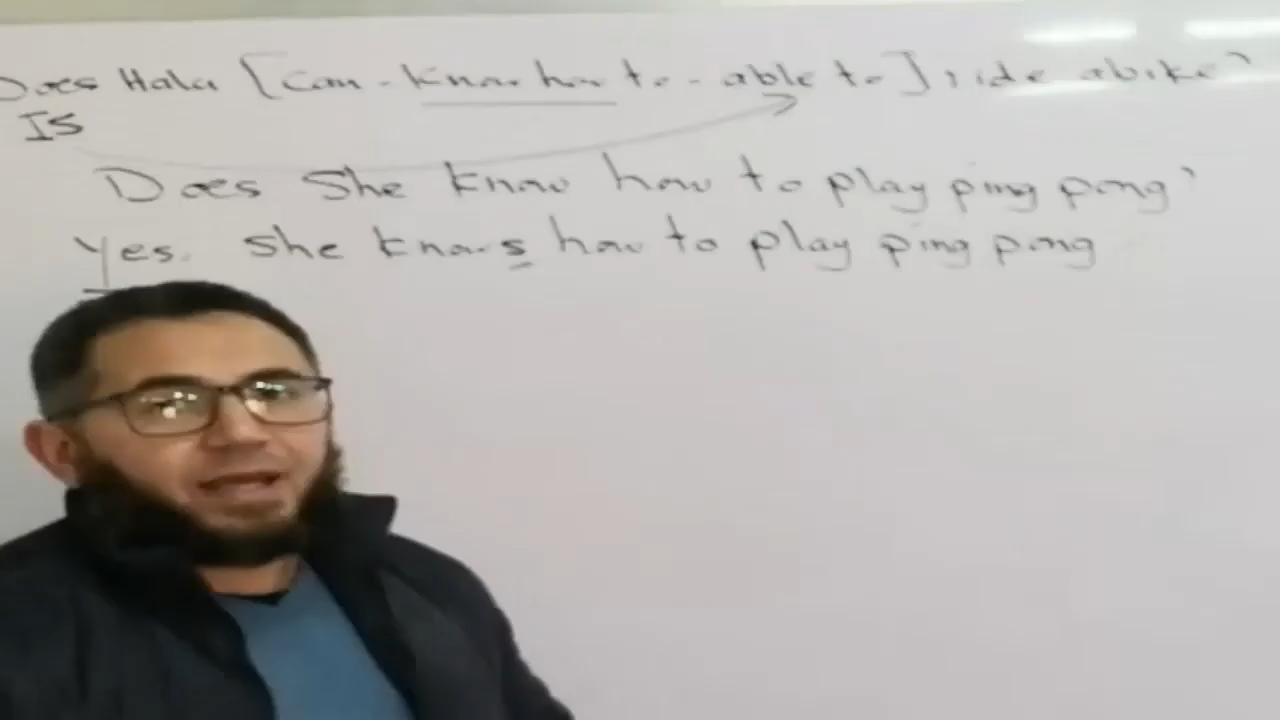 Does Hala [can - know how to - able to] ride a bike?
Is
Does She know how to play ping pong?
Yes. She knows how to play ping pong